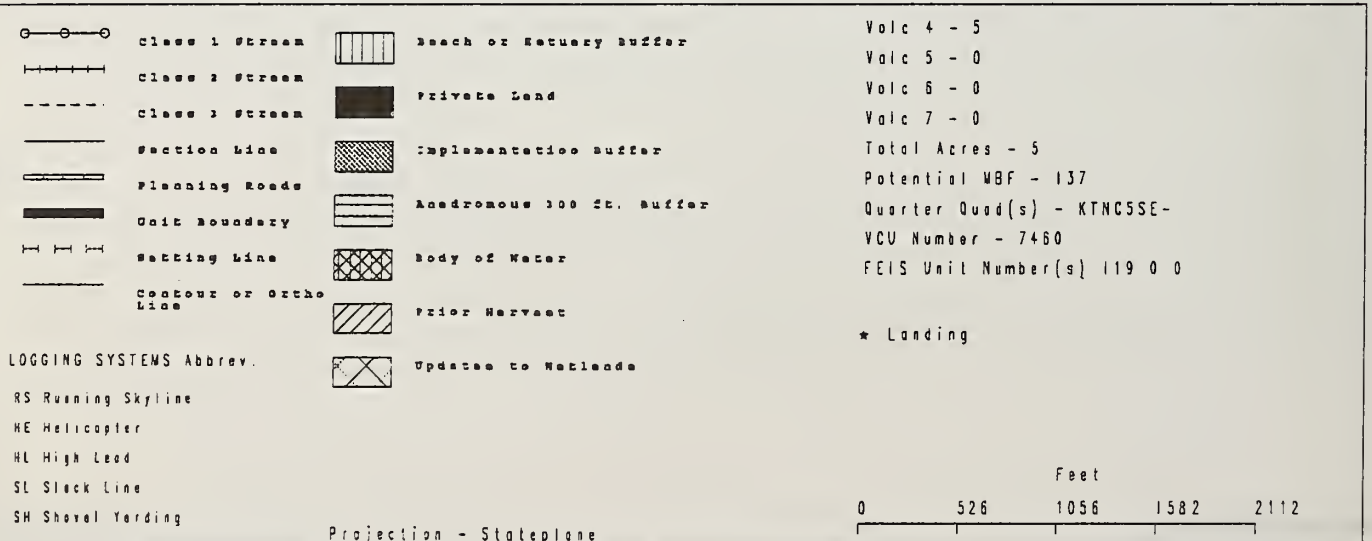 Class 1 Stream
Class 2 Stream
Class 3 Stream
Section Line
Planning Roads
Unit Boundary
Setting Line
Contour or Ortho
Line
LOGGING SYSTEMS Abbrev.
RS Running Skyline
HE Helicopter
HL High Lead
SL Slack Line
SH Shovel Yarding
Beach or Estuary Buffer
Private Land
Implementation Buffer
Anadromous 300 ft. Buffer
Body of Water
Prior Harvest
Updates to Wetlands
Projection - Stateplane
Volc 4 - 5
Volc 5 - 0
Volc 6 - 0
Volc 7 - 0
Total Acres - 5
Potential MBF - 137
Quarter Quad(s) - KTNC5SE-
VCU Number - 7460
FEIS Unit Number(s) 119 0 0
★ Landing
Feet
0 526 1056 1582 2112